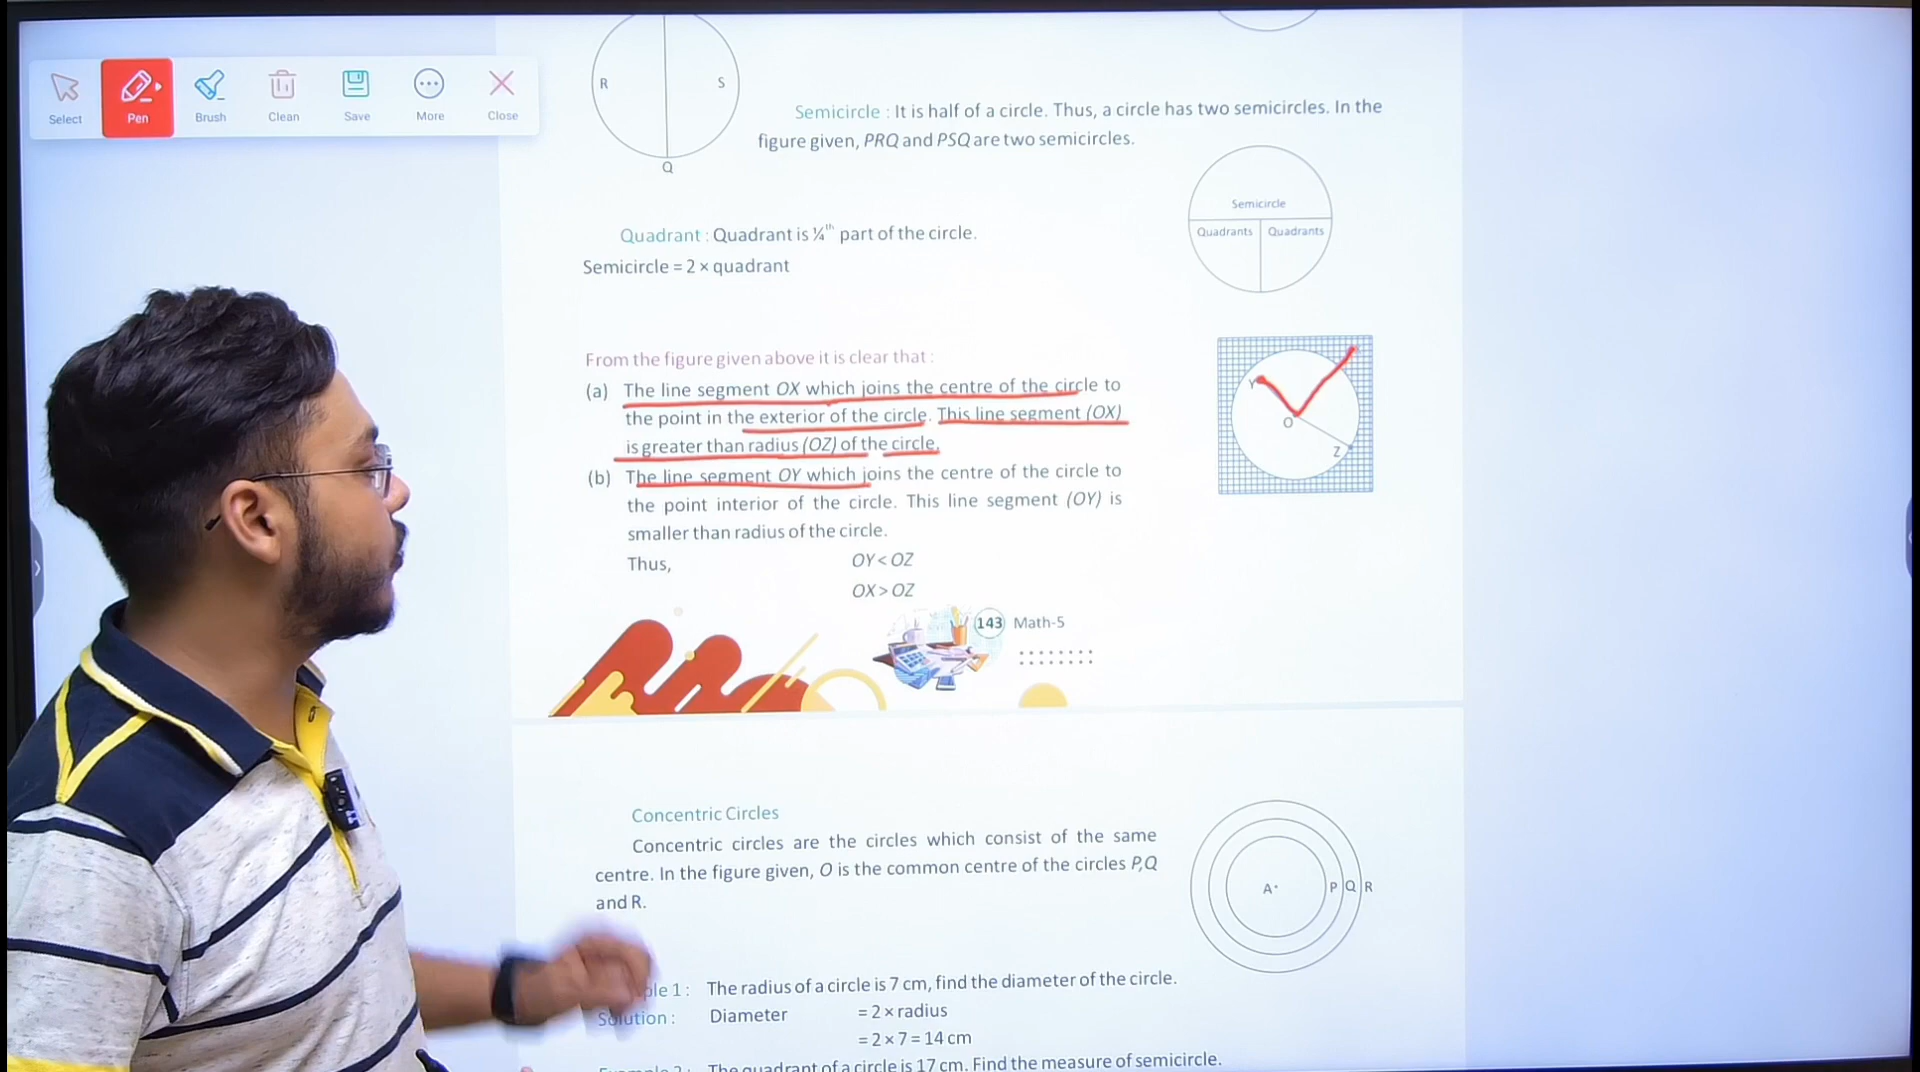 Select
Pen
Brush
Clean
Save
More
Close
R
S
Q
Semicircle : It is half of a circle. Thus, a circle has two semicircles. In the
figure given, PRQ and PSQ are two semicircles.
Semicircle
Quadrants
Quadrants
Quadrant : Quadrant is ¼th part of the circle.
Semicircle = 2 × quadrant
From the figure given above it is clear that :
(a) The line segment OX which joins the centre of the circle to
the point in the exterior of the circle. This line segment (OX)
is greater than radius (OZ) of the circle.
(b) The line segment OY which joins the centre of the circle to
the point interior of the circle. This line segment (OY) is
smaller than radius of the circle.
Thus, OY < OZ
OX > OZ
Y
O
Z
143 Math-5
Concentric Circles
Concentric circles are the circles which consist of the same
centre. In the figure given, O is the common centre of the circles P,Q
and R.
A
P
Q
R
ple 1 : The radius of a circle is 7 cm, find the diameter of the circle.
Solution : Diameter = 2 × radius
= 2 × 7 = 14 cm
The quadrant of a circle is 17 cm. Find the measure of semicircle.